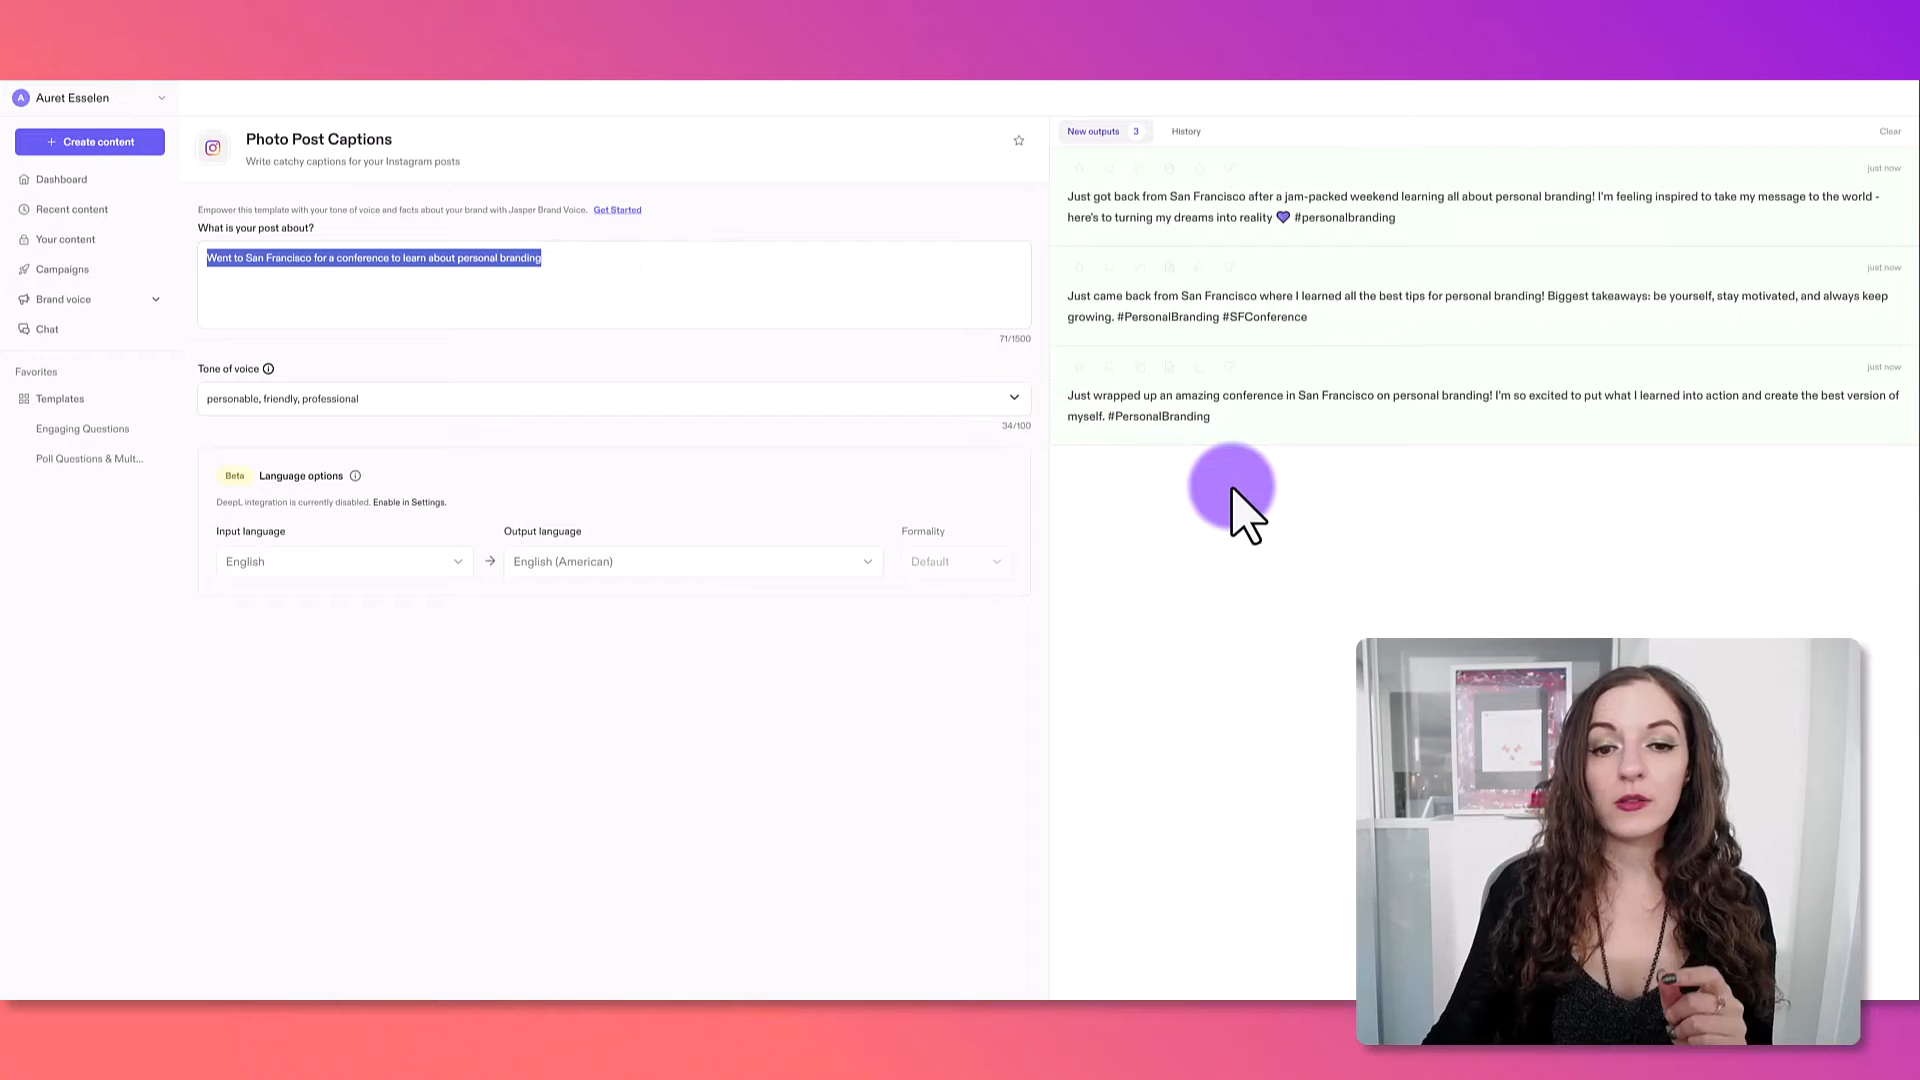 A Auret Esselen
+ Create content
Dashboard
Recent content
Your content
Campaigns
Brand voice
Chat
Favorites
Templates
Engaging Questions
Poll Questions & Mult...
Photo Post Captions
Write catchy captions for your Instagram posts
Empower this template with your tone of voice and facts about your brand with Jasper Brand Voice. Get Started
What is your post about?
Went to San Francisco for a conference to learn about personal branding
71/1500
Tone of voice
personable, friendly, professional
34/100
Beta Language options
DeepL integration is currently disabled. Enable in Settings.
Input language Output language Formality
English → English (American) Default
New outputs 3 History Clear
just now
Just got back from San Francisco after a jam-packed weekend learning all about personal branding! I'm feeling inspired to take my message to the world -
here's to turning my dreams into reality 💜 #personalbranding
just now
Just came back from San Francisco where I learned all the best tips for personal branding! Biggest takeaways: be yourself, stay motivated, and always keep
growing. #PersonalBranding #SFConference
just now
Just wrapped up an amazing conference in San Francisco on personal branding! I'm so excited to put what I learned into action and create the best version of
myself. #PersonalBranding